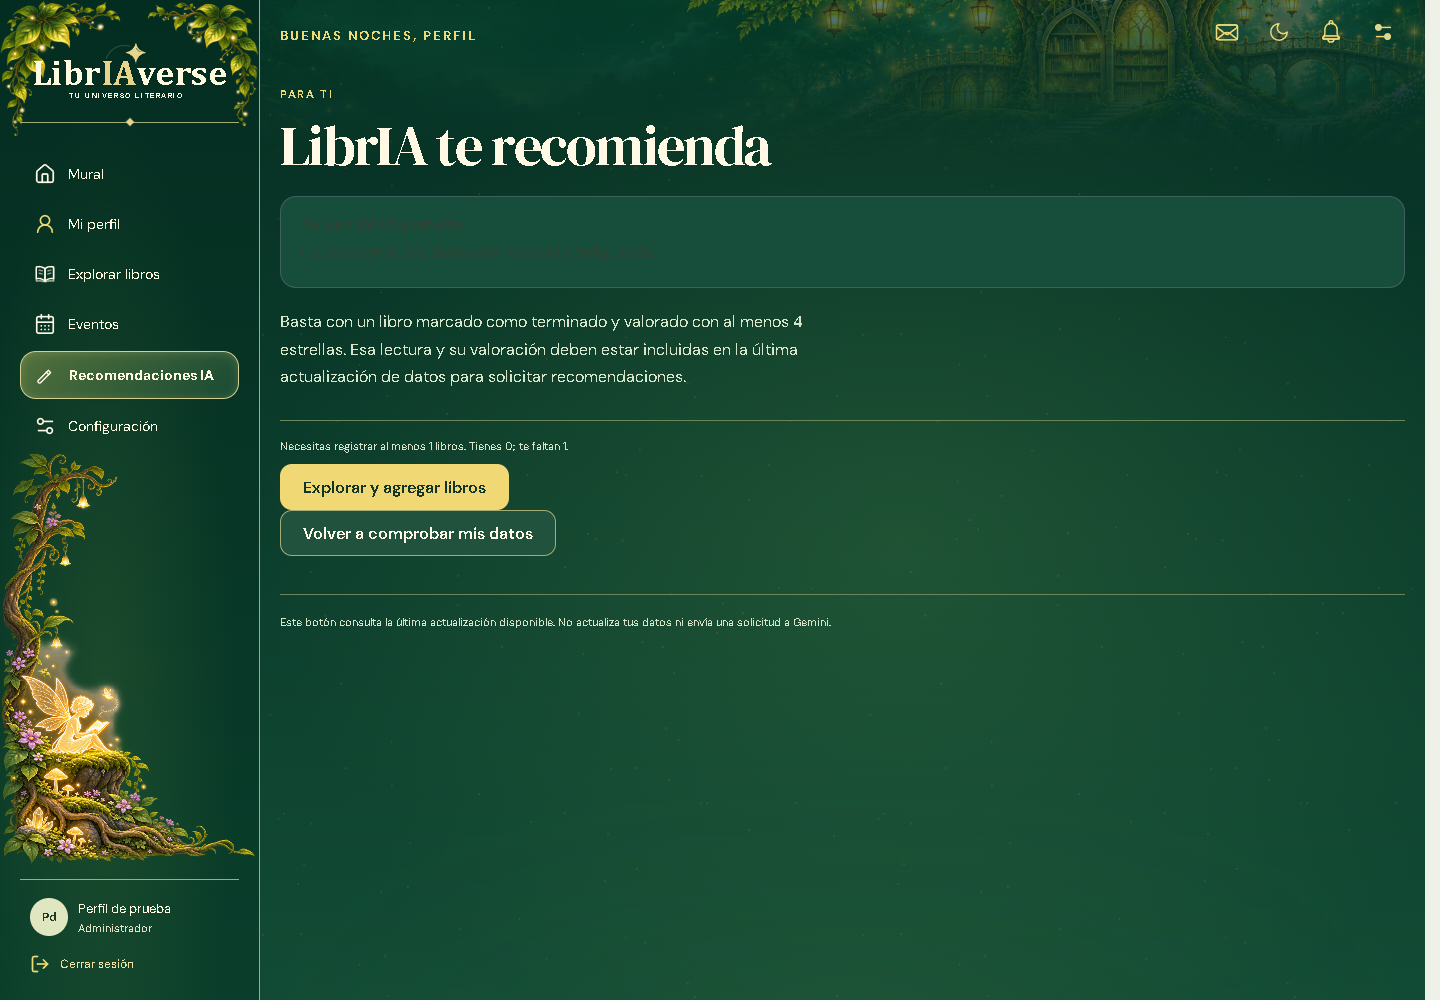 LibrIAverse
TU UNIVERSO LITERARIO
Mural
Mi perfil
Explorar libros
Eventos
Recomendaciones IA
Configuración
Pd
Perfil de prueba
Administrador
Cerrar sesión
BUENAS NOCHES, PERFIL
PARA TI
LibrIA te recomienda
Basta con un libro marcado como terminado y valorado con al menos 4
estrellas. Esa lectura y su valoración deben estar incluidas en la última
actualización de datos para solicitar recomendaciones.
Necesitas registrar al menos 1 libros. Tienes 0; te faltan 1.
Explorar y agregar libros
Volver a comprobar mis datos
Este botón consulta la última actualización disponible. No actualiza tus datos ni envía una solicitud a Gemini.